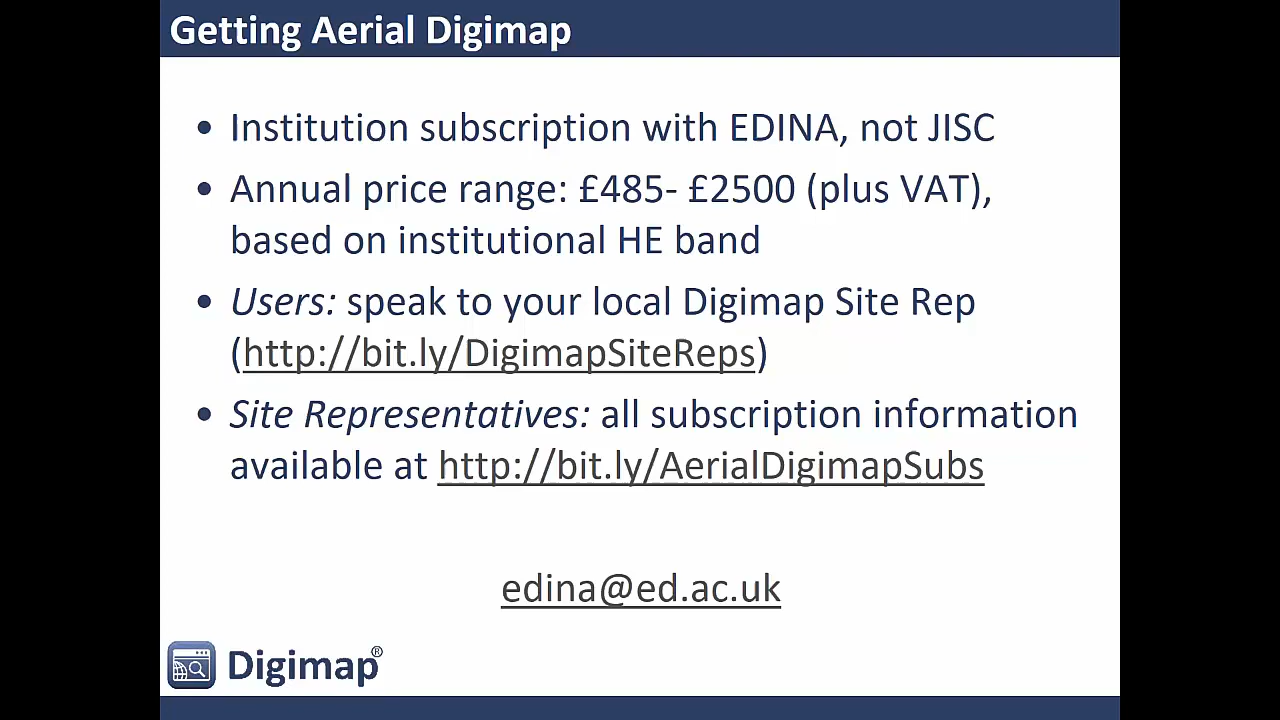 Getting Aerial Digimap
• Institution subscription with EDINA, not JISC
• Annual price range: £485- £2500 (plus VAT),
based on institutional HE band
• Users: speak to your local Digimap Site Rep
(http://bit.ly/DigimapSiteReps)
• Site Representatives: all subscription information
available at http://bit.ly/AerialDigimapSubs
edina@ed.ac.uk
Digimap®